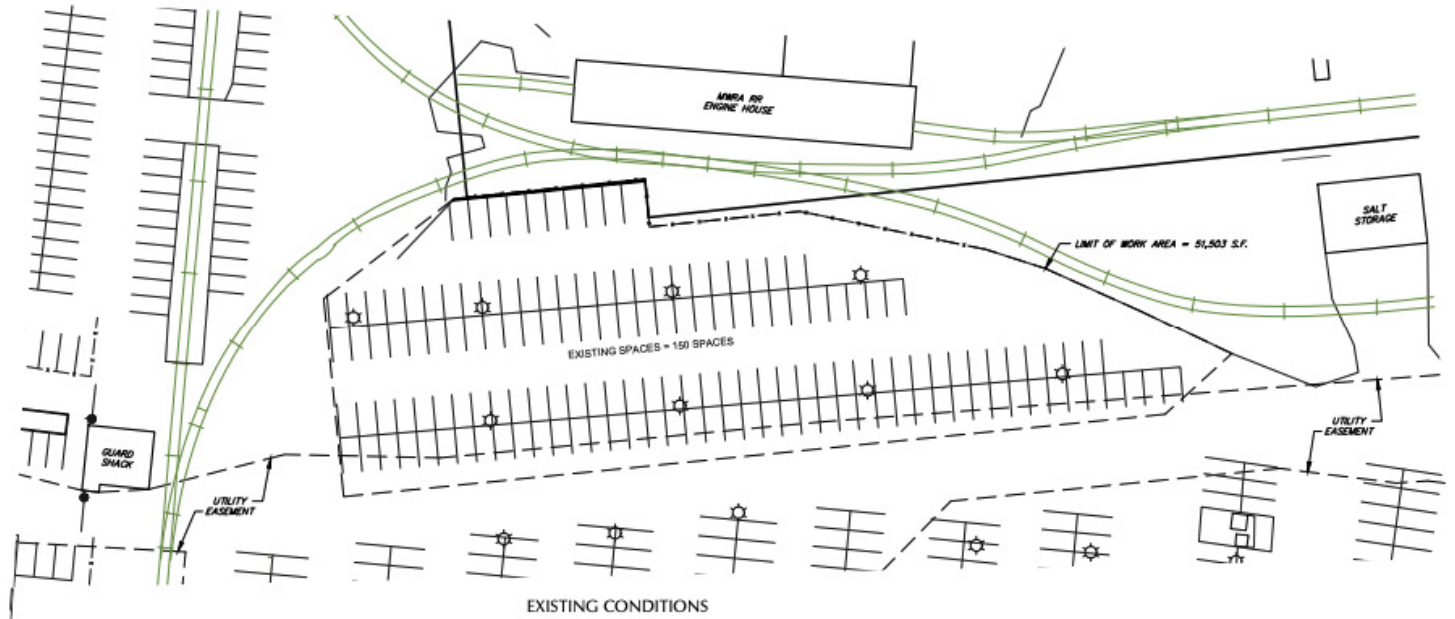 MWRA RR
ENGINE HOUSE
SALT
STORAGE
LIMIT OF WORK AREA = 51,503 S.F.
EXISTING SPACES = 150 SPACES
GUARD
SHACK
UTILITY
EASEMENT
UTILITY
EASEMENT
EXISTING CONDITIONS